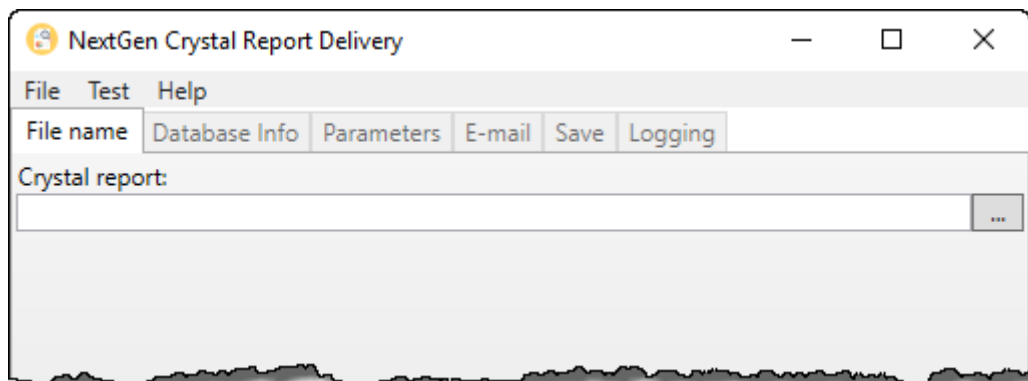 NextGen Crystal Report Delivery
File Test Help
File name Database Info Parameters E-mail Save Logging
Crystal report:
...